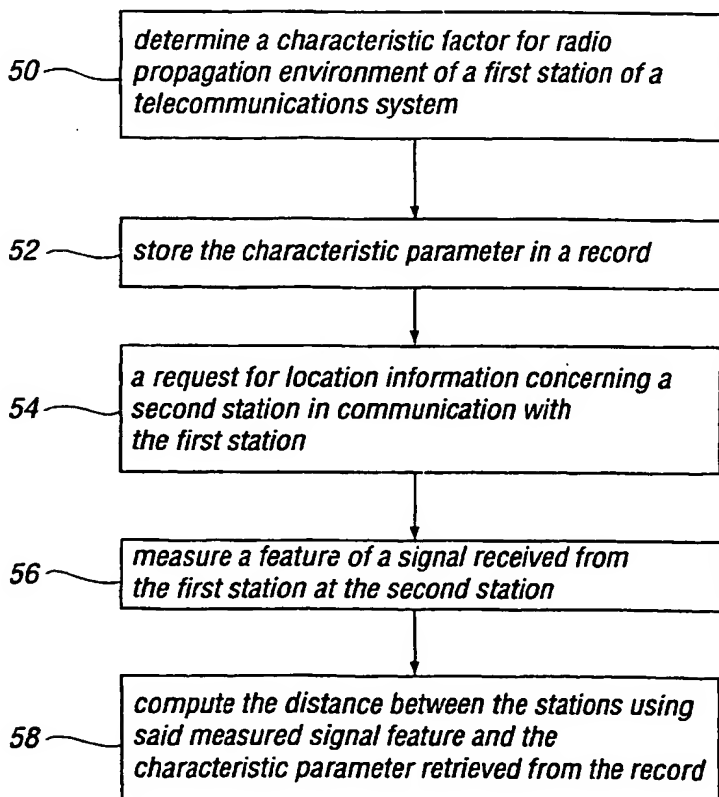 50
determine a characteristic factor for radio
propagation environment of a first station of a
telecommunications system
52
store the characteristic parameter in a record
54
a request for location information concerning a
second station in communication with
the first station
56
measure a feature of a signal received from
the first station at the second station
58
compute the distance between the stations using
said measured signal feature and the
characteristic parameter retrieved from the record